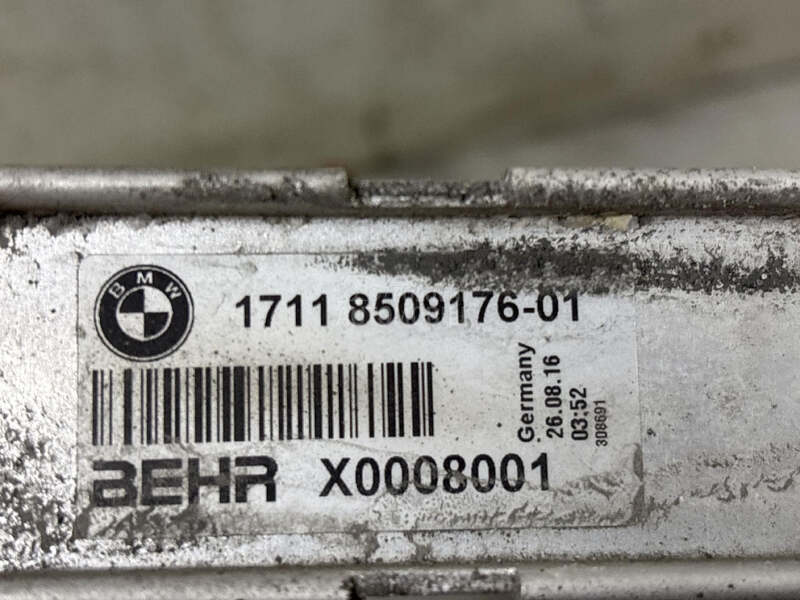 BMW
1711 8509176-01
Germany
26.08.16
03:52
308691
BEHR X0008001